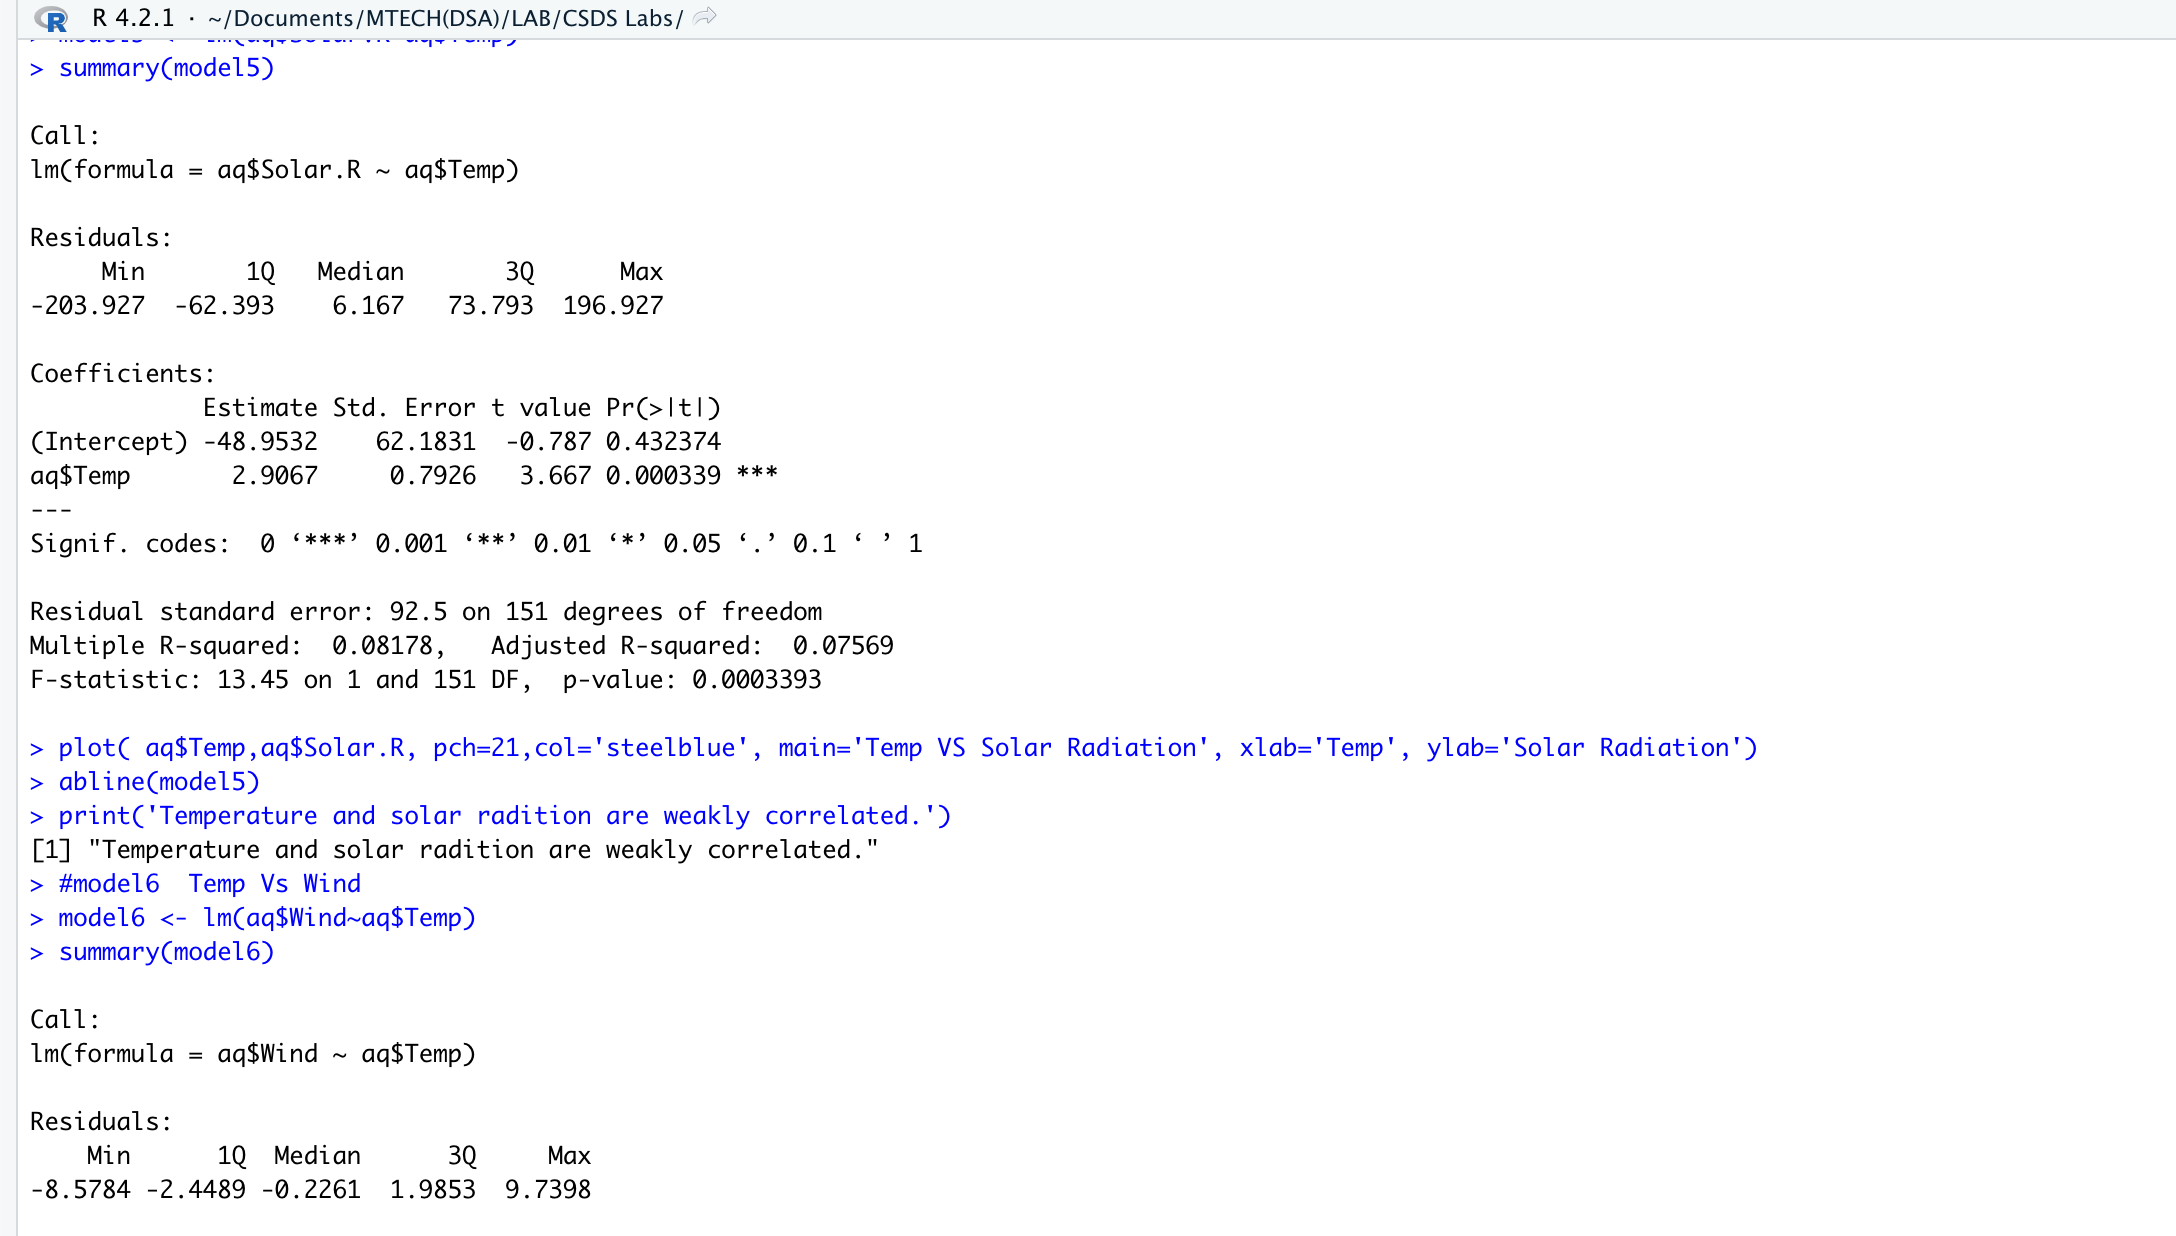 R 4.2.1 · ~/Documents/MTECH(DSA)/LAB/CSDS Labs/
> model5 <- lm(aq$Solar.R~aq$Temp)
> summary(model5)
Call:
lm(formula = aq$Solar.R ~ aq$Temp)
Residuals:
     Min       1Q   Median       3Q      Max
-203.927  -62.393    6.167   73.793  196.927
Coefficients:
            Estimate Std. Error t value Pr(>|t|)
(Intercept) -48.9532    62.1831  -0.787 0.432374
aq$Temp       2.9067     0.7926   3.667 0.000339 ***
---
Signif. codes:  0 ‘***’ 0.001 ‘**’ 0.01 ‘*’ 0.05 ‘.’ 0.1 ‘ ’ 1
Residual standard error: 92.5 on 151 degrees of freedom
Multiple R-squared:  0.08178,   Adjusted R-squared:  0.07569
F-statistic: 13.45 on 1 and 151 DF,  p-value: 0.0003393
> plot( aq$Temp,aq$Solar.R, pch=21,col='steelblue', main='Temp VS Solar Radiation', xlab='Temp', ylab='Solar Radiation')
> abline(model5)
> print('Temperature and solar radition are weakly correlated.')
[1] "Temperature and solar radition are weakly correlated."
> #model6  Temp Vs Wind
> model6 <- lm(aq$Wind~aq$Temp)
> summary(model6)
Call:
lm(formula = aq$Wind ~ aq$Temp)
Residuals:
    Min      1Q  Median      3Q     Max
-8.5784 -2.4489 -0.2261  1.9853  9.7398